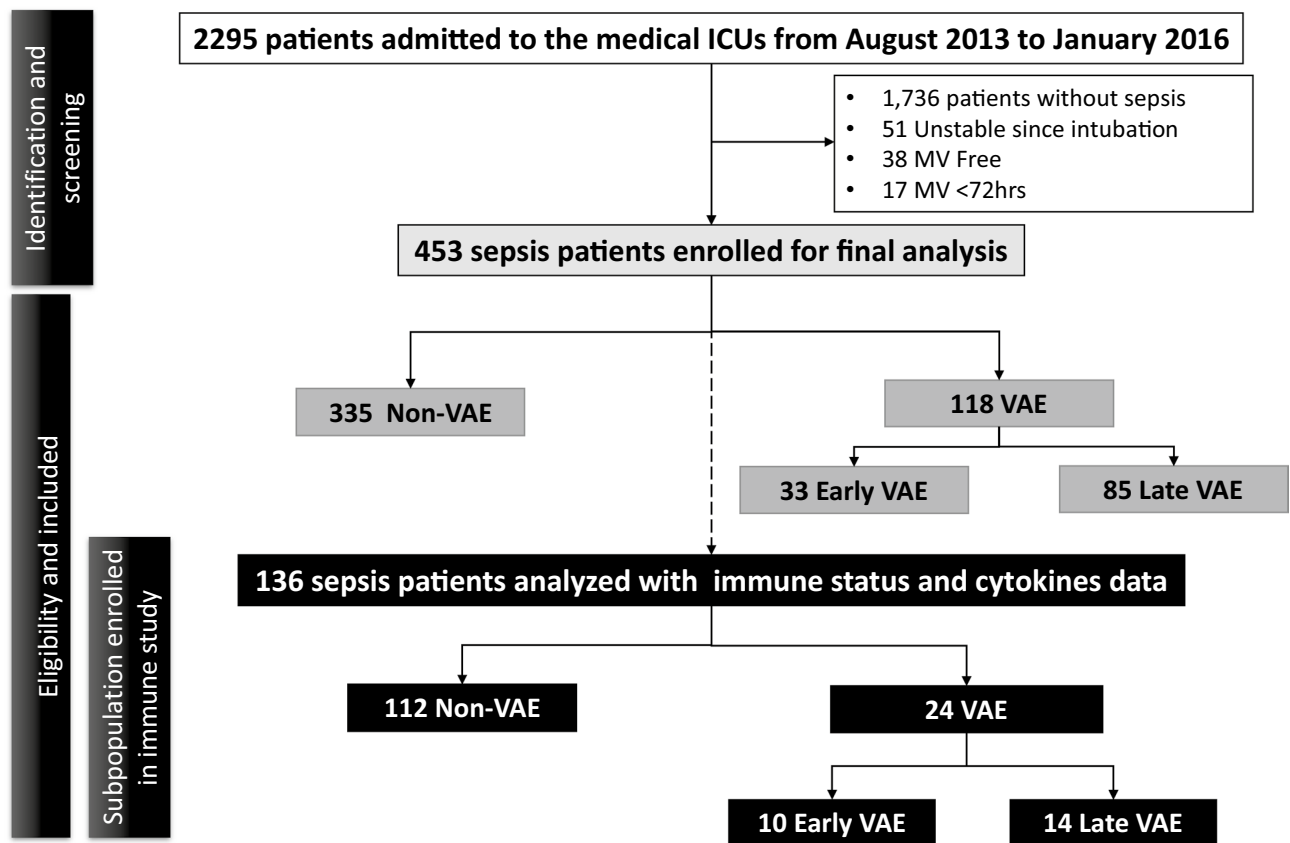 2295 patients admitted to the medical ICUs from August 2013 to January 2016
Identification and
screening
• 1,736 patients without sepsis
• 51 Unstable since intubation
• 38 MV Free
• 17 MV <72hrs
453 sepsis patients enrolled for final analysis
Eligibility and included
335 Non-VAE
118 VAE
33 Early VAE
85 Late VAE
Subpopulation enrolled
in immune study
136 sepsis patients analyzed with immune status and cytokines data
112 Non-VAE
24 VAE
10 Early VAE
14 Late VAE